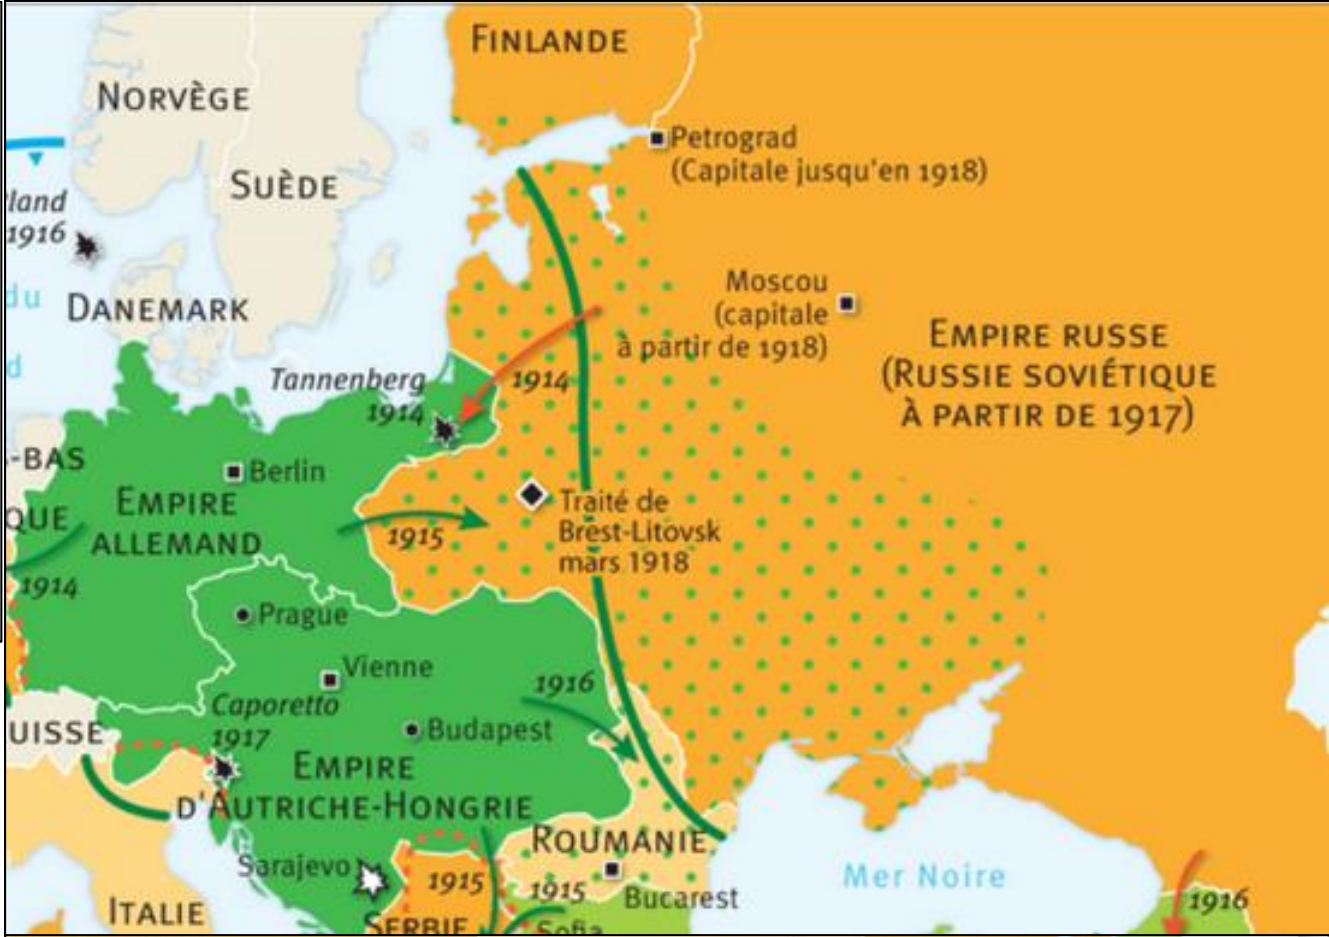 FINLANDE
NORVÈGE
Petrograd
(Capitale jusqu'en 1918)
SUÈDE
rland
1916
Moscou
(capitale
à partir de 1918)
du
d
DANEMARK
EMPIRE RUSSE
(RUSSIE SOVIÉTIQUE
À PARTIR DE 1917)
Tannenberg
1914
1914
-BAS
Berlin
QUE
EMPIRE
ALLEMAND
1915
Traité de
Brest-Litovsk
mars 1918
1914
Prague
Vienne
1916
Caporetto
1917
UISSE
Budapest
EMPIRE
D'AUTRICHE-HONGRIE
ROUMANIE
Sarajevo
1915
1915
Bucarest
Mer Noire
1916
ITALIE
SERBIE
Sofia